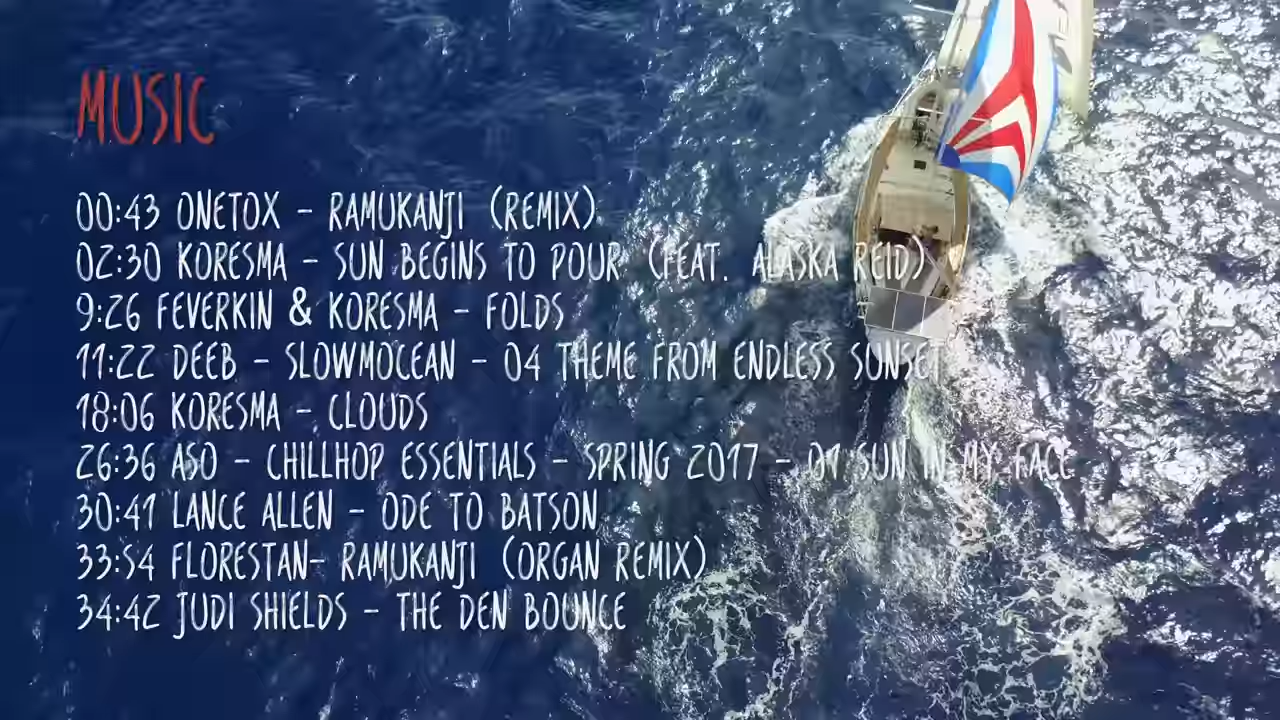 MUSIC
00:43 ONETOX - RAMUKANJI (REMIX)
02:30 KORESMA - SUN BEGINS TO POUR (FEAT. ALASKA REID)
9:26 FEVERKIN & KORESMA - FOLDS
11:22 DEEB - SLOWMOCEAN - 04 THEME FROM ENDLESS SUNSET
18:06 KORESMA - CLOUDS
26:36 ASO - CHILLHOP ESSENTIALS - SPRING 2017 - 01 SUN IN MY FACE
30:41 LANCE ALLEN - ODE TO BATSON
33:54 FLORESTAN- RAMUKANJI (ORGAN REMIX)
34:42 JUDI SHIELDS - THE DEN BOUNCE